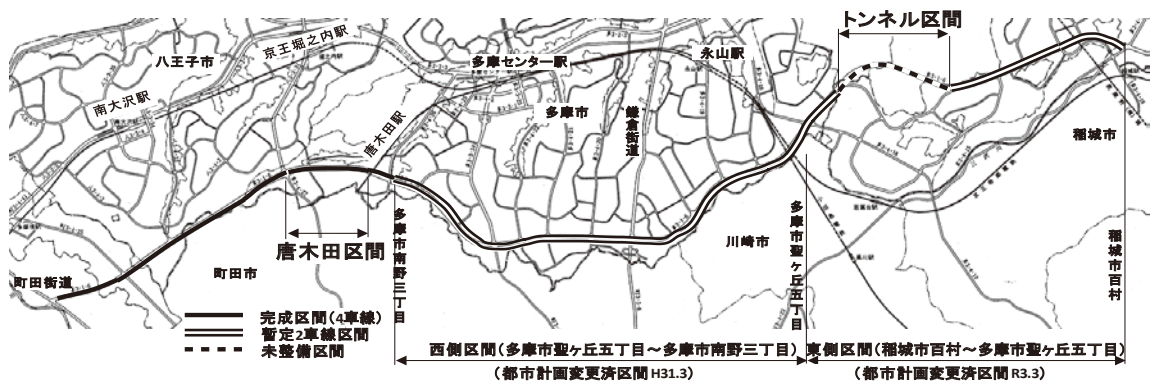 トンネル区間
京王堀之内駅
八王子市
多摩センター駅
永山駅
南大沢駅
多摩市
鎌倉街道
唐木田駅
稲城市
多摩市南野三丁目
唐木田区間
多摩市聖ヶ丘五丁目
川崎市
稲城市百村
町田市
町田街道
完成区間(4車線)
暫定2車線区間
未整備区間
西側区間(多摩市聖ヶ丘五丁目～多摩市南野三丁目)
(都市計画変更済区間H31.3)
東側区間(稲城市百村～多摩市聖ヶ丘五丁目)
(都市計画変更済区間R3.3)